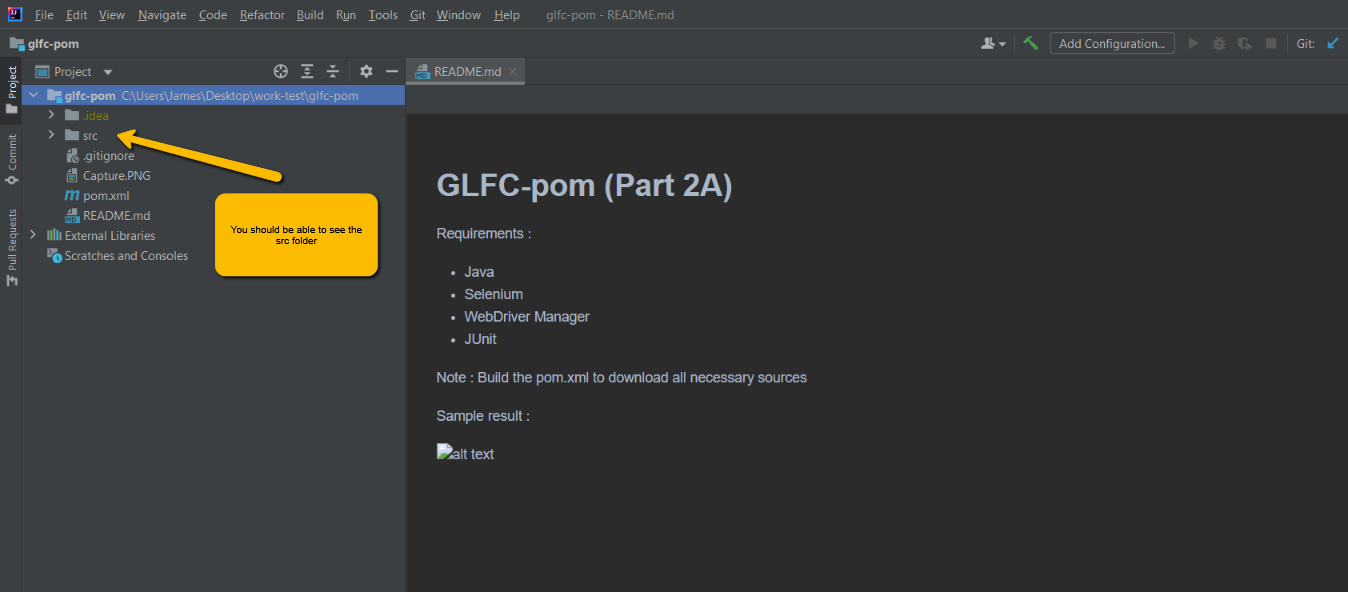 File Edit View Navigate Code Refactor Build Run Tools Git Window Help glfc-pom - README.md
glfc-pom
Add Configuration...
Git:
Project
Commit
Pull Requests
Project
glfc-pom C:\Users\James\Desktop\work-test\glfc-pom
.idea
src
.gitignore
Capture.PNG
pom.xml
README.md
External Libraries
Scratches and Consoles
You should be able to see the
src folder
README.md
GLFC-pom (Part 2A)
Requirements :
• Java
• Selenium
• WebDriver Manager
• JUnit
Note : Build the pom.xml to download all necessary sources
Sample result :
alt text